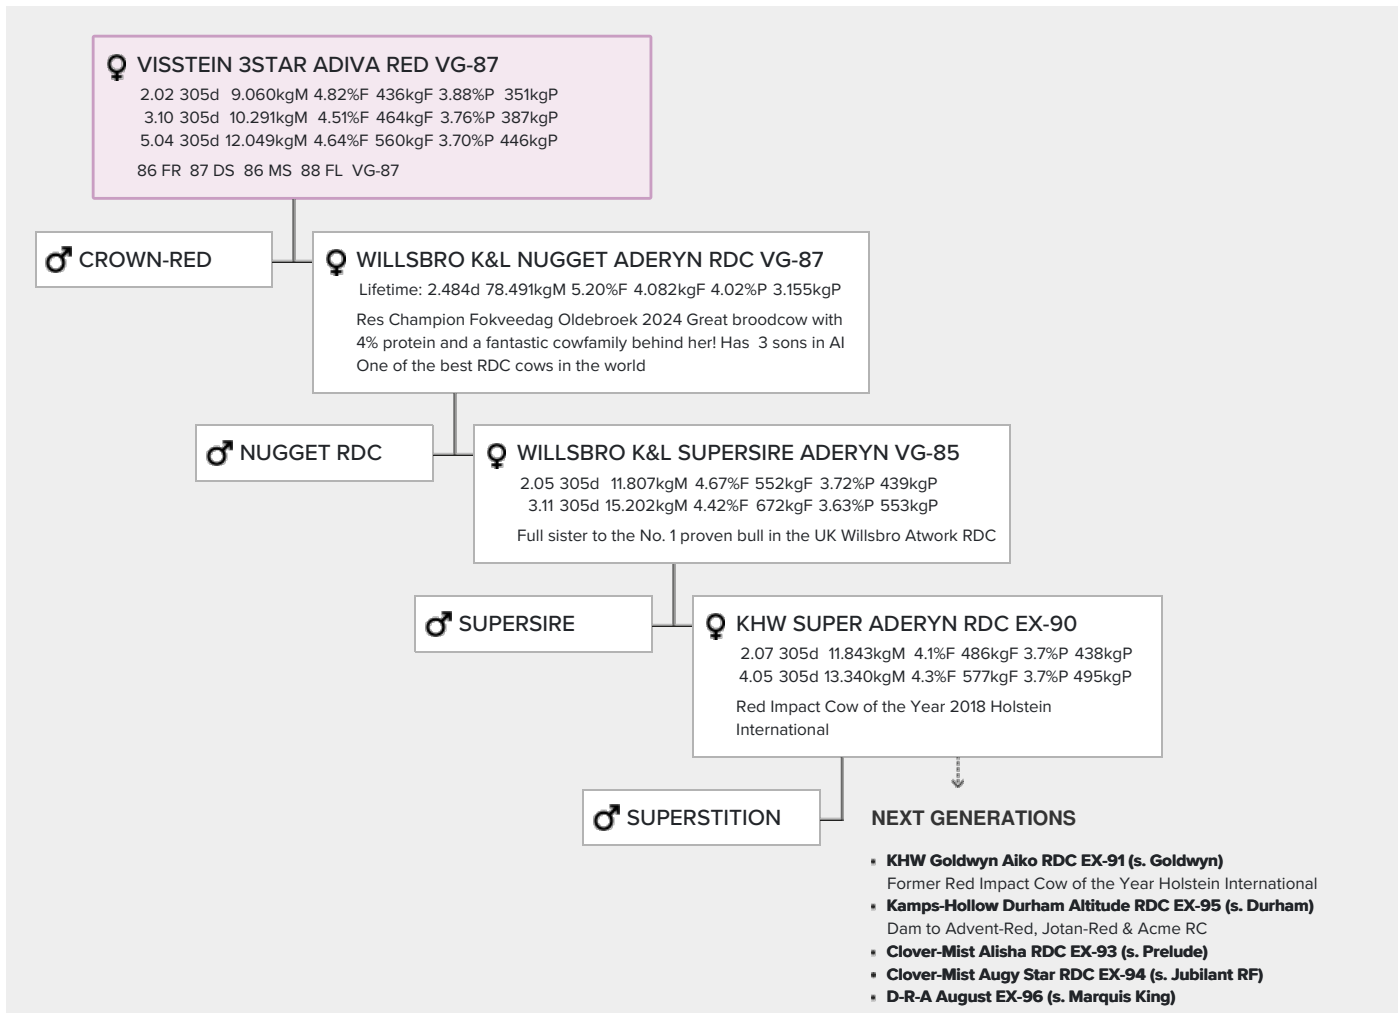 VISSTEIN 3STAR ADIVA RED VG-87
2.02 305d 9.060kgM 4.82%F 436kgF 3.88%P 351kgP
3.10 305d 10.291kgM 4.51%F 464kgF 3.76%P 387kgP
5.04 305d 12.049kgM 4.64%F 560kgF 3.70%P 446kgP
86 FR 87 DS 86 MS 88 FL VG-87
CROWN-RED
WILLSBRO K&L NUGGET ADERYN RDC VG-87
Lifetime: 2.484d 78.491kgM 5.20%F 4.082kgF 4.02%P 3.155kgP
Res Champion Fokveedag Oldebroek 2024 Great broodcow with
4% protein and a fantastic cowfamily behind her! Has 3 sons in AI
One of the best RDC cows in the world
NUGGET RDC
WILLSBRO K&L SUPERSIRE ADERYN VG-85
2.05 305d 11.807kgM 4.67%F 552kgF 3.72%P 439kgP
3.11 305d 15.202kgM 4.42%F 672kgF 3.63%P 553kgP
Full sister to the No. 1 proven bull in the UK Willsbro Atwork RDC
SUPERSIRE
KHW SUPER ADERYN RDC EX-90
2.07 305d 11.843kgM 4.1%F 486kgF 3.7%P 438kgP
4.05 305d 13.340kgM 4.3%F 577kgF 3.7%P 495kgP
Red Impact Cow of the Year 2018 Holstein
International
SUPERSTITION
NEXT GENERATIONS
KHW Goldwyn Aiko RDC EX-91 (s. Goldwyn)
Former Red Impact Cow of the Year Holstein International
Kamps-Hollow Durham Altitude RDC EX-95 (s. Durham)
Dam to Advent-Red, Jotan-Red & Acme RC
Clover-Mist Alisha RDC EX-93 (s. Prelude)
Clover-Mist Augy Star RDC EX-94 (s. Jubilant RF)
D-R-A August EX-96 (s. Marquis King)